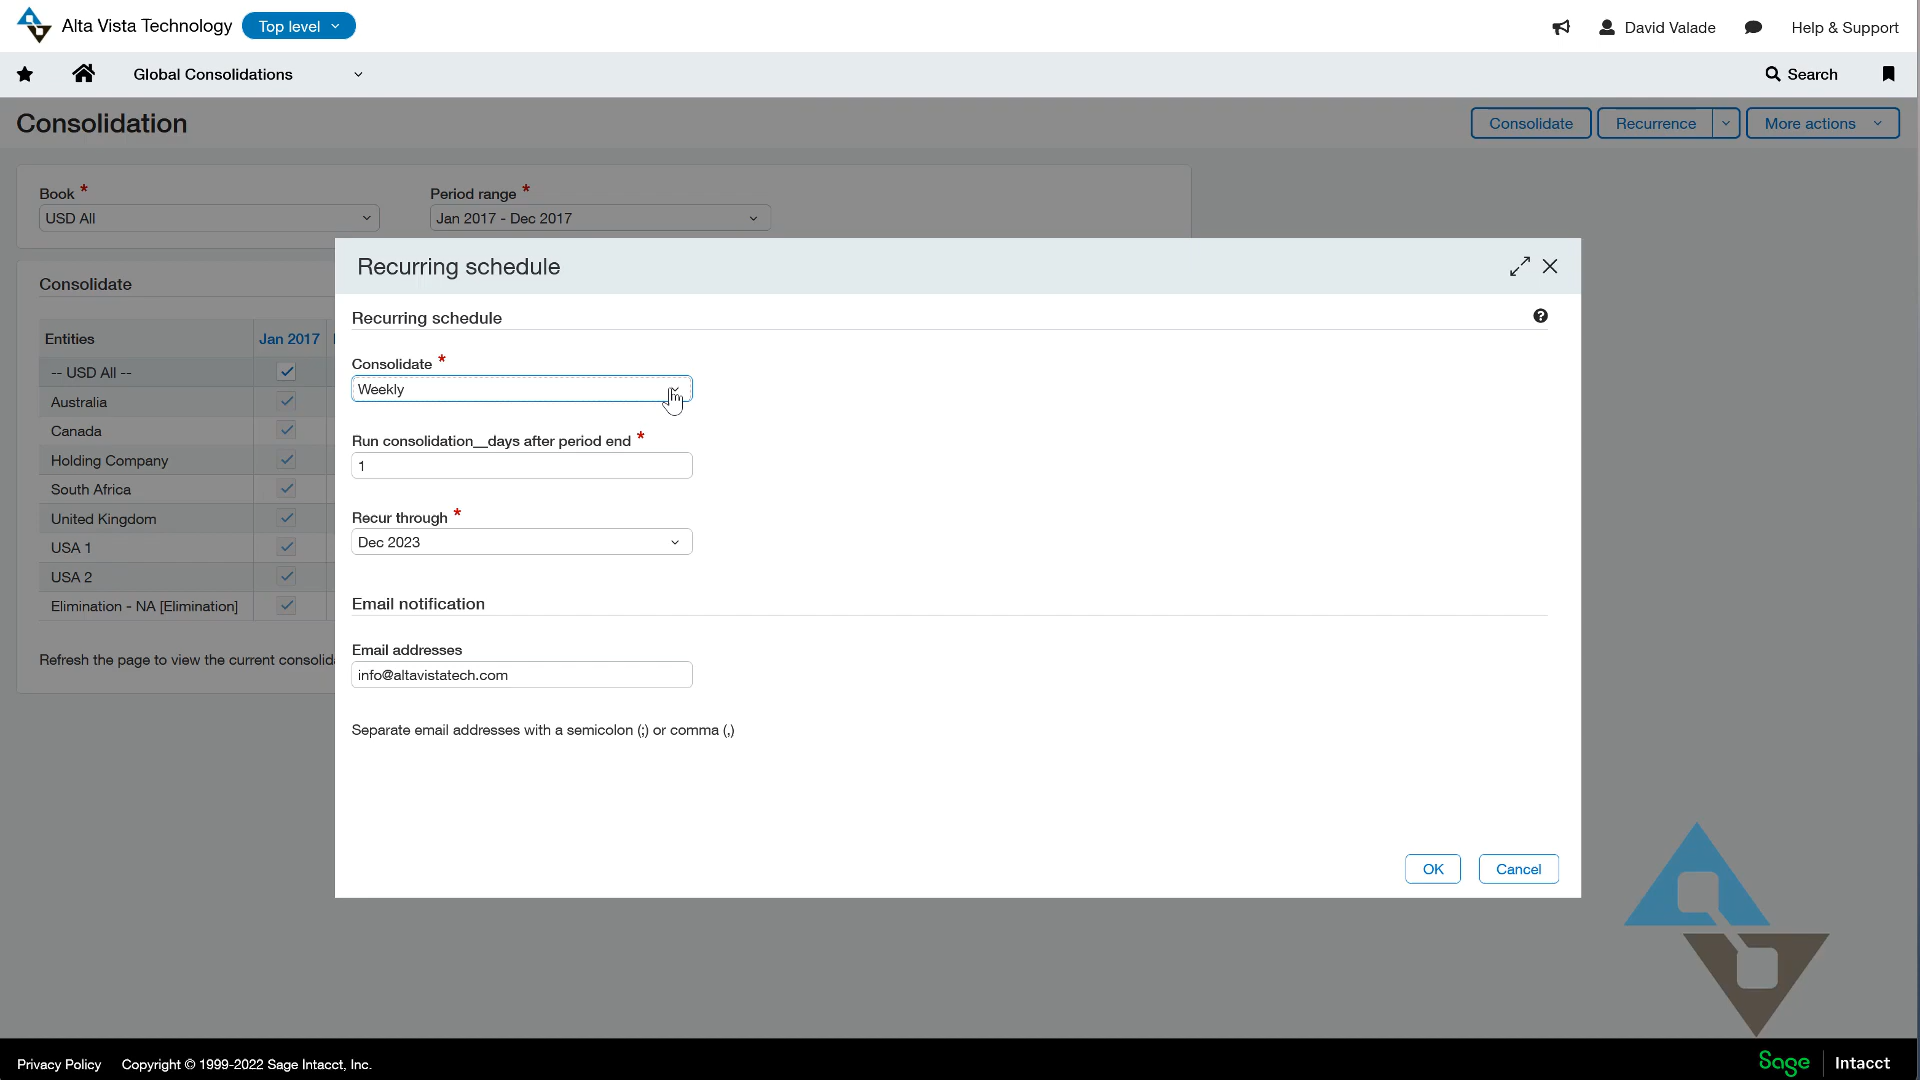 Alta Vista Technology
Top level
David Valade
Help & Support
Global Consolidations
Search
Consolidation
Consolidate
Recurrence
More actions
Book *
Period range *
USD All
Jan 2017 - Dec 2017
Consolidate
Entities
Jan 2017
-- USD All --
Australia
Canada
Holding Company
South Africa
United Kingdom
USA 1
USA 2
Elimination - NA [Elimination]
Refresh the page to view the current
Recurring schedule
Recurring schedule
Consolidate *
Weekly
Run consolidation__days after period end *
1
Recur through *
Dec 2023
Email notification
Email addresses
info@altavistatech.com
Separate email addresses with a semicolon (;) or comma (,)
OK
Cancel
Privacy Policy
Copyright © 1999-2022 Sage Intacct, Inc.
Sage
Intacct